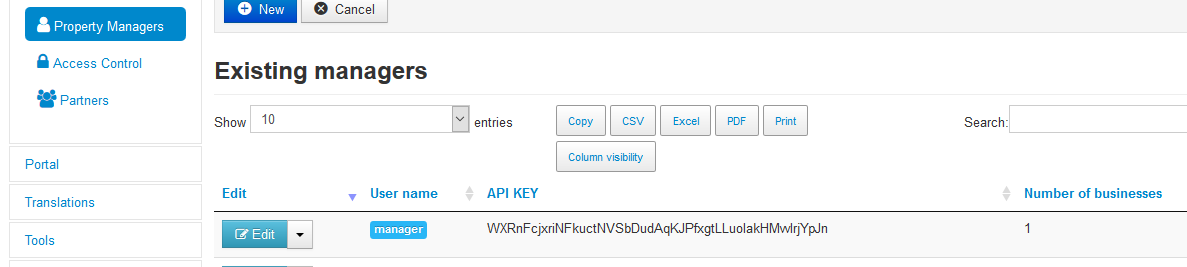 Property Managers
Access Control
Partners
Portal
Translations
Tools
New Cancel
Existing managers
Show 10 entries Copy CSV Excel PDF Print Search:
Column visibility
Edit User name API KEY Number of businesses
Edit manager WXRnFcjxriNFkuctNVSbDudAqKJPfxgtLLuolakHMwIrjYpJn 1